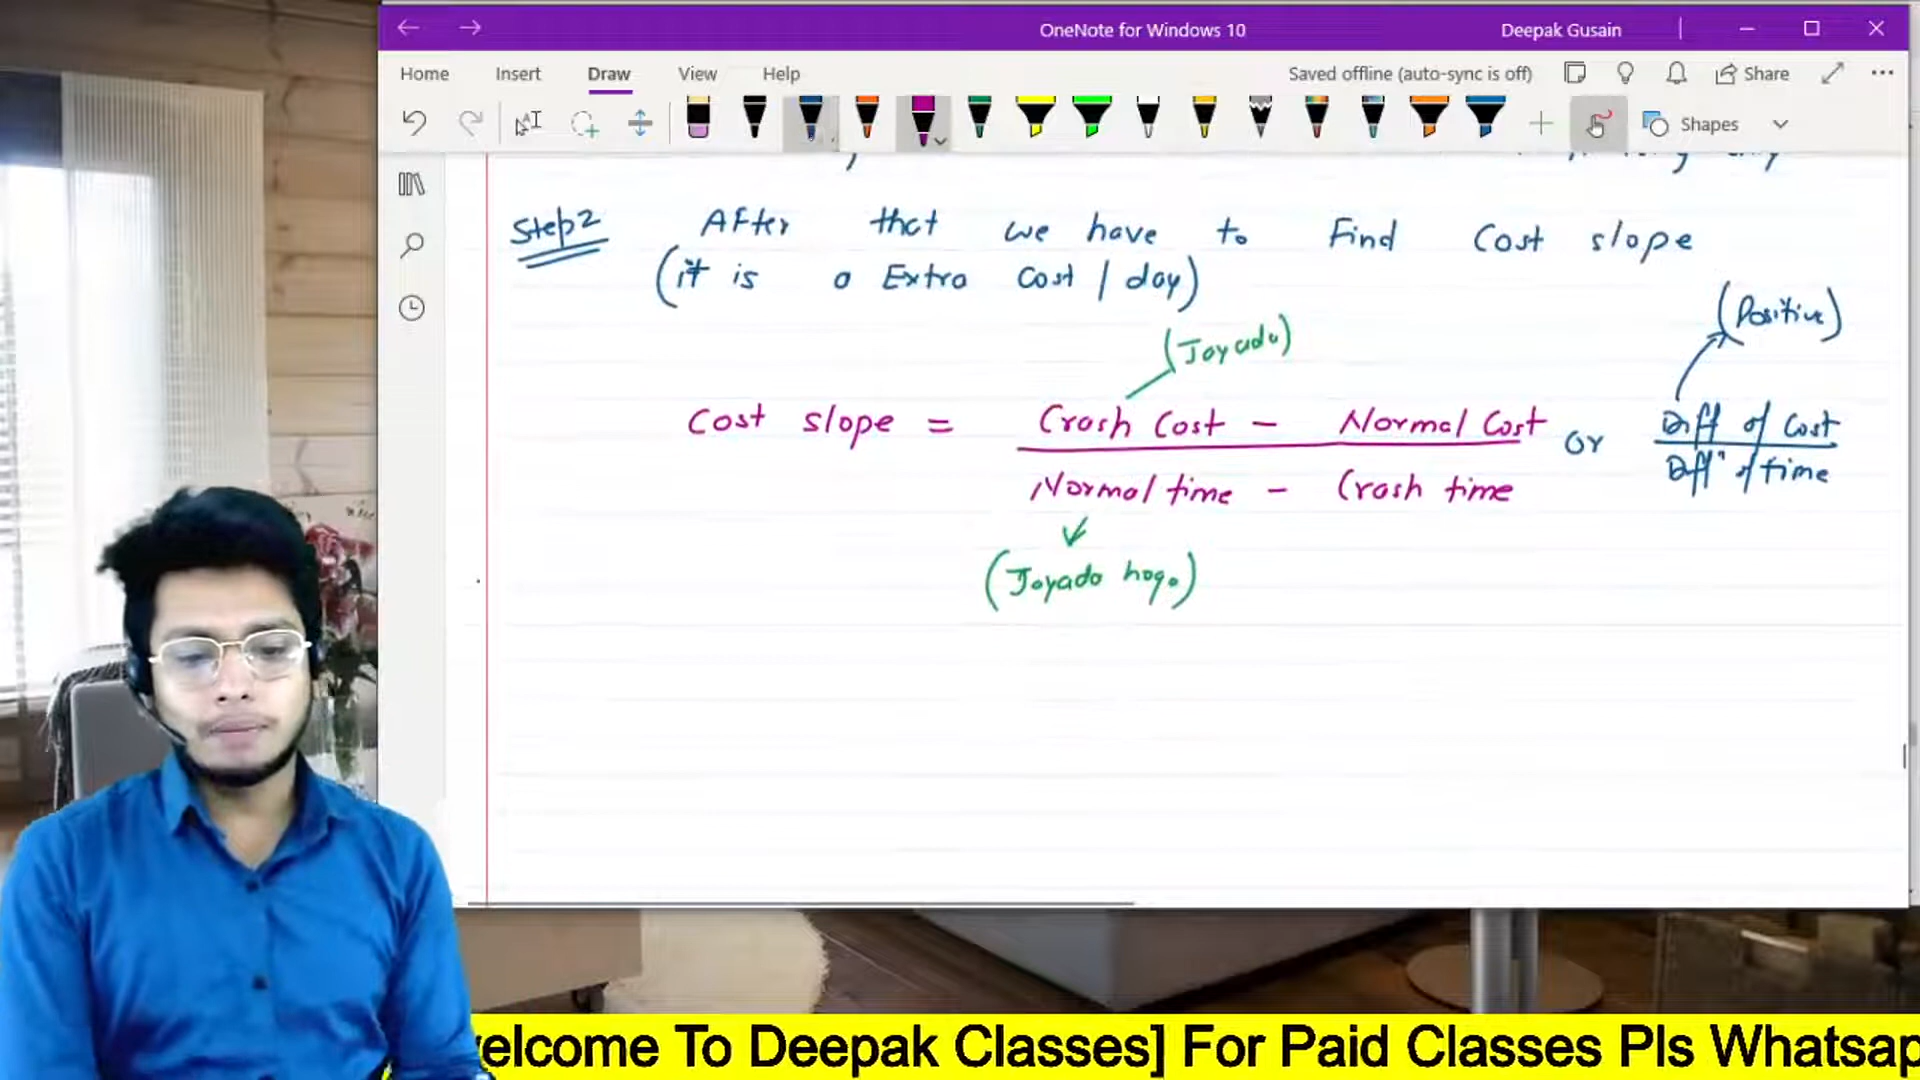 OneNote for Windows 10
Deepak Gusain
Home Insert Draw View Help
Saved offline (auto-sync is off)
Share
Shapes
Step2 After that we have to Find Cost slope
(it is a Extra Cost / day)
(Positive)
(Jayada)
Cost slope = Crash Cost - Normal Cost or Diff of Cost
Normal time - Crash time Diff of time
(Jayada hoga)
elcome To Deepak Classes] For Paid Classes Pls Whatsap